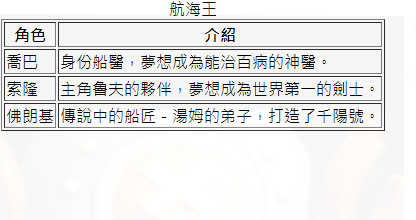 航海王
角色 介紹
喬巴 身份船醫，夢想成為能治百病的神醫。
索隆 主角魯夫的夥伴，夢想成為世界第一的劍士。
佛朗基 傳說中的船匠 - 湯姆的弟子，打造了千陽號。